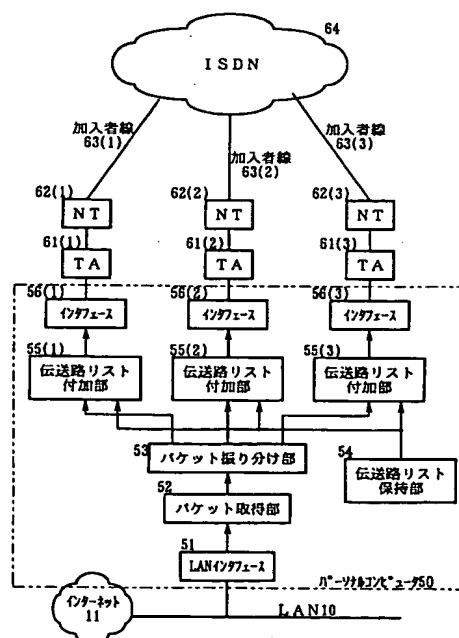 64
ISDN
加入者線
63(1)
加入者線
63(2)
加入者線
63(3)
62(1)
NT
62(2)
NT
62(3)
NT
61(1)
TA
61(2)
TA
61(3)
TA
56(1)
インタフェース
56(2)
インタフェース
56(3)
インタフェース
55(1)
伝送路リスト
付加部
55(2)
伝送路リスト
付加部
55(3)
伝送路リスト
付加部
53
パケット振り分け部
54
伝送路リスト
保持部
52
パケット取得部
51
LANインタフェース
パーソナルコンピュータ50
インターネット
11
LAN10